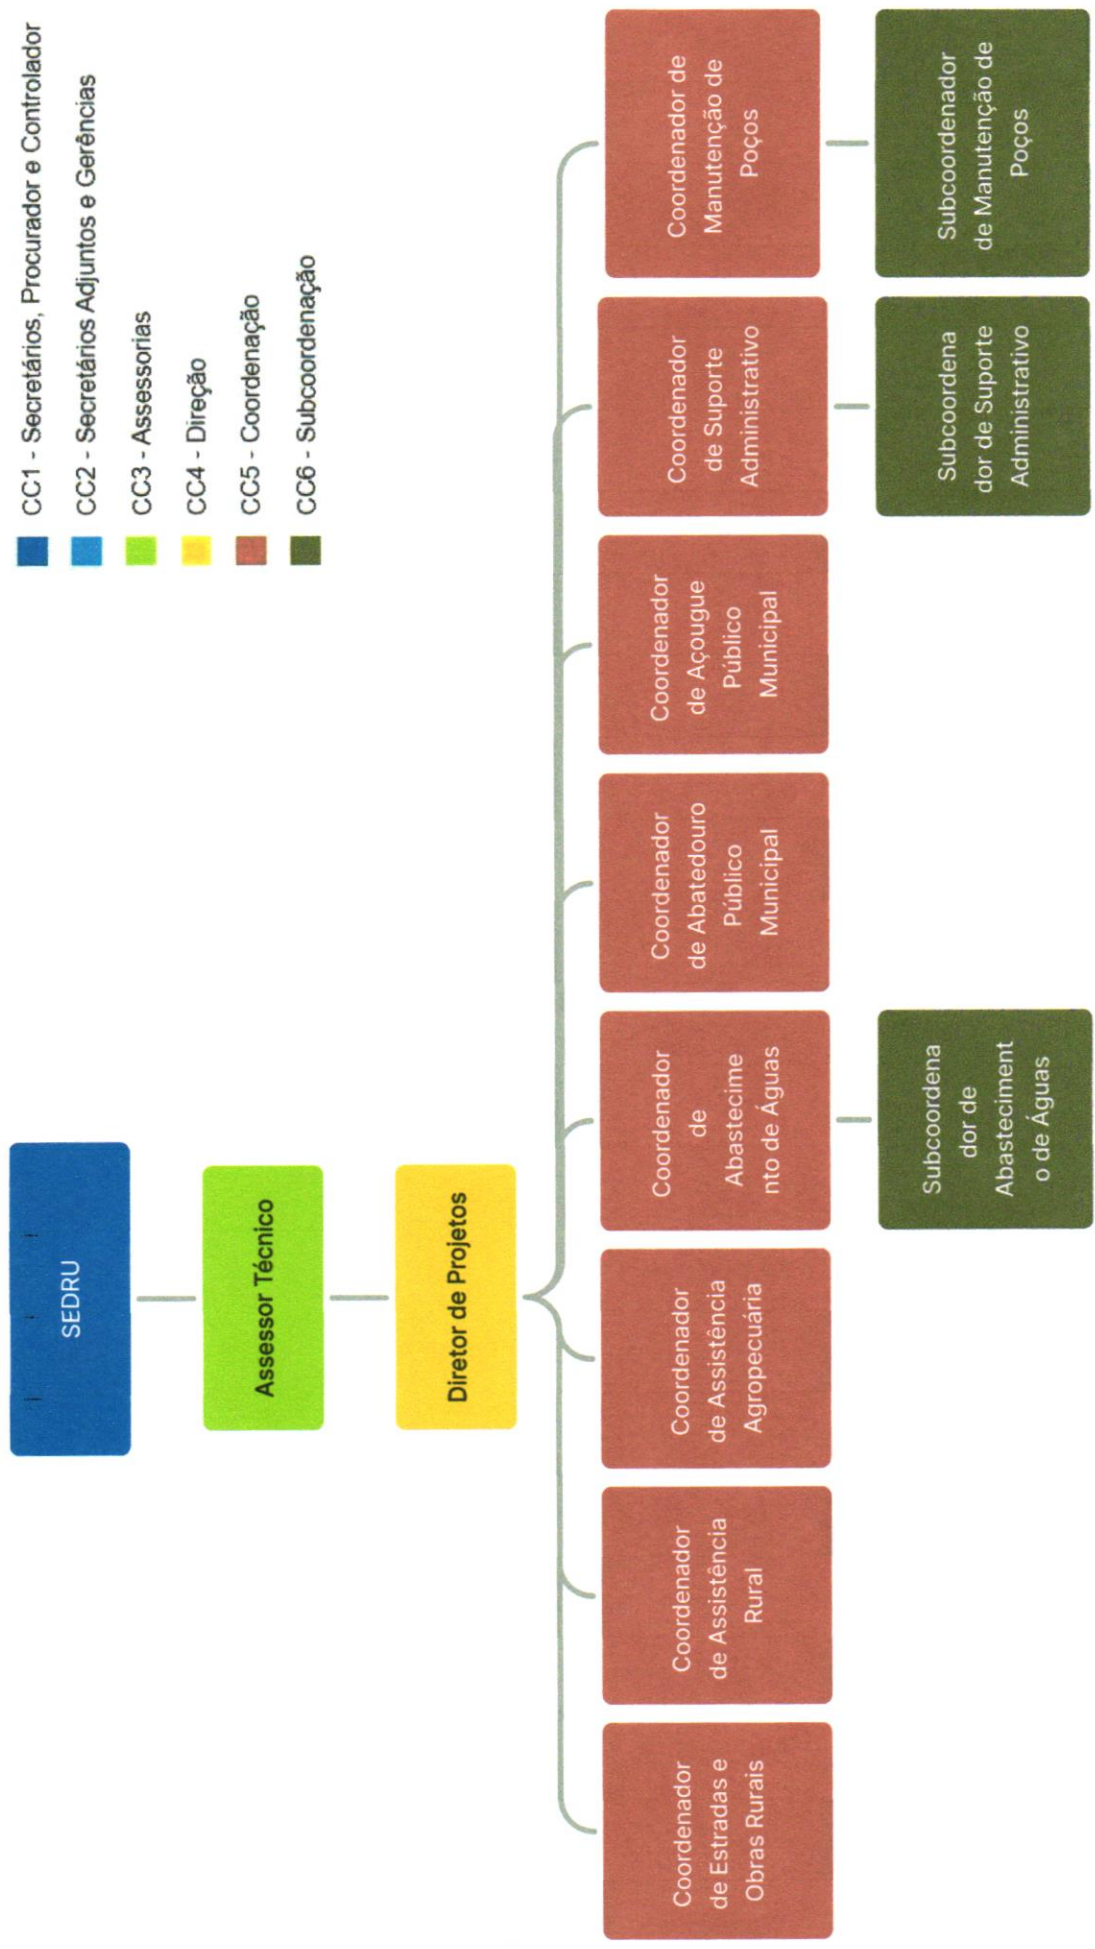 CC1 - Secretários, Procurador e Controlador
CC2 - Secretários Adjuntos e Gerências
CC3 - Assessorias
CC4 - Direção
CC5 - Coordenação
CC6 - Subcoordenação
SEDRU
Assessor Técnico
Diretor de Projetos
Coordenador
de Estradas e
Obras Rurais
Coordenador
de Assistência
Rural
Coordenador
de Assistência
Agropecuária
Coordenador
de
Abastecime
nto de Águas
Coordenador
de Abatedouro
Público
Municipal
Coordenador
de Açougue
Público
Municipal
Coordenador
de Suporte
Administrativo
Coordenador de
Manutenção de
Poços
Subcoordena
dor de
Abasteciment
o de Águas
Subcoordena
dor de Suporte
Administrativo
Subcoordenador
de Manutenção de
Poços